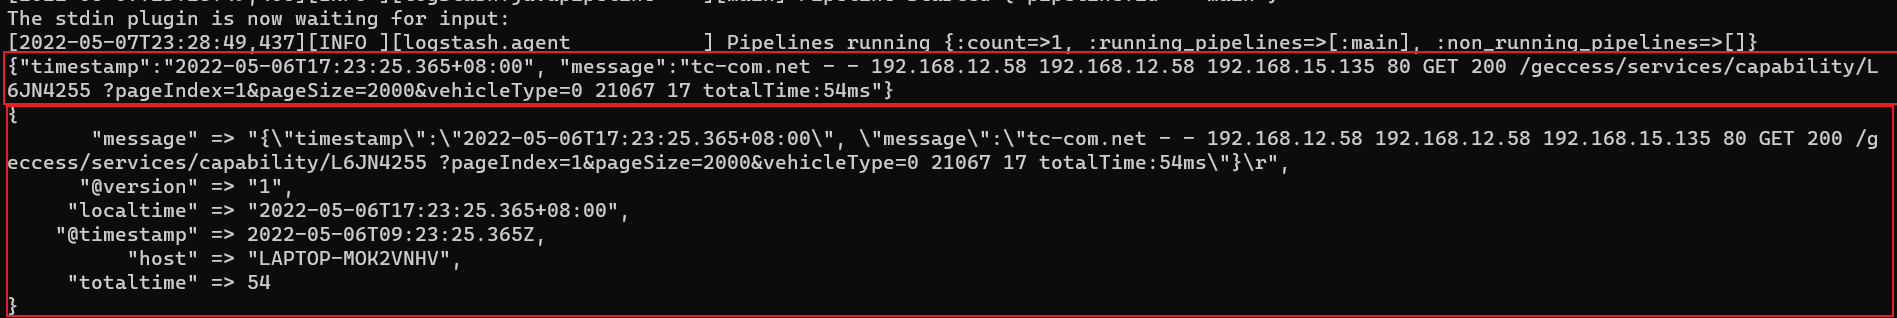 The stdin plugin is now waiting for input:
[2022-05-07T23:28:49,437][INFO ][logstash.agent           ] Pipelines running {:count=>1, :running_pipelines=>[:main], :non_running_pipelines=>[]}
{"timestamp":"2022-05-06T17:23:25.365+08:00", "message":"tc-com.net - - 192.168.12.58 192.168.12.58 192.168.15.135 80 GET 200 /geccess/services/capability/L
6JN4255 ?pageIndex=1&pageSize=2000&vehicleType=0 21067 17 totalTime:54ms"}
{
       "message" => "{\"timestamp\":\"2022-05-06T17:23:25.365+08:00\", \"message\":\"tc-com.net - - 192.168.12.58 192.168.12.58 192.168.15.135 80 GET 200 /g
eccess/services/capability/L6JN4255 ?pageIndex=1&pageSize=2000&vehicleType=0 21067 17 totalTime:54ms\"}\r",
      "@version" => "1",
     "localtime" => "2022-05-06T17:23:25.365+08:00",
    "@timestamp" => 2022-05-06T09:23:25.365Z,
          "host" => "LAPTOP-MOK2VNHV",
     "totaltime" => 54
}